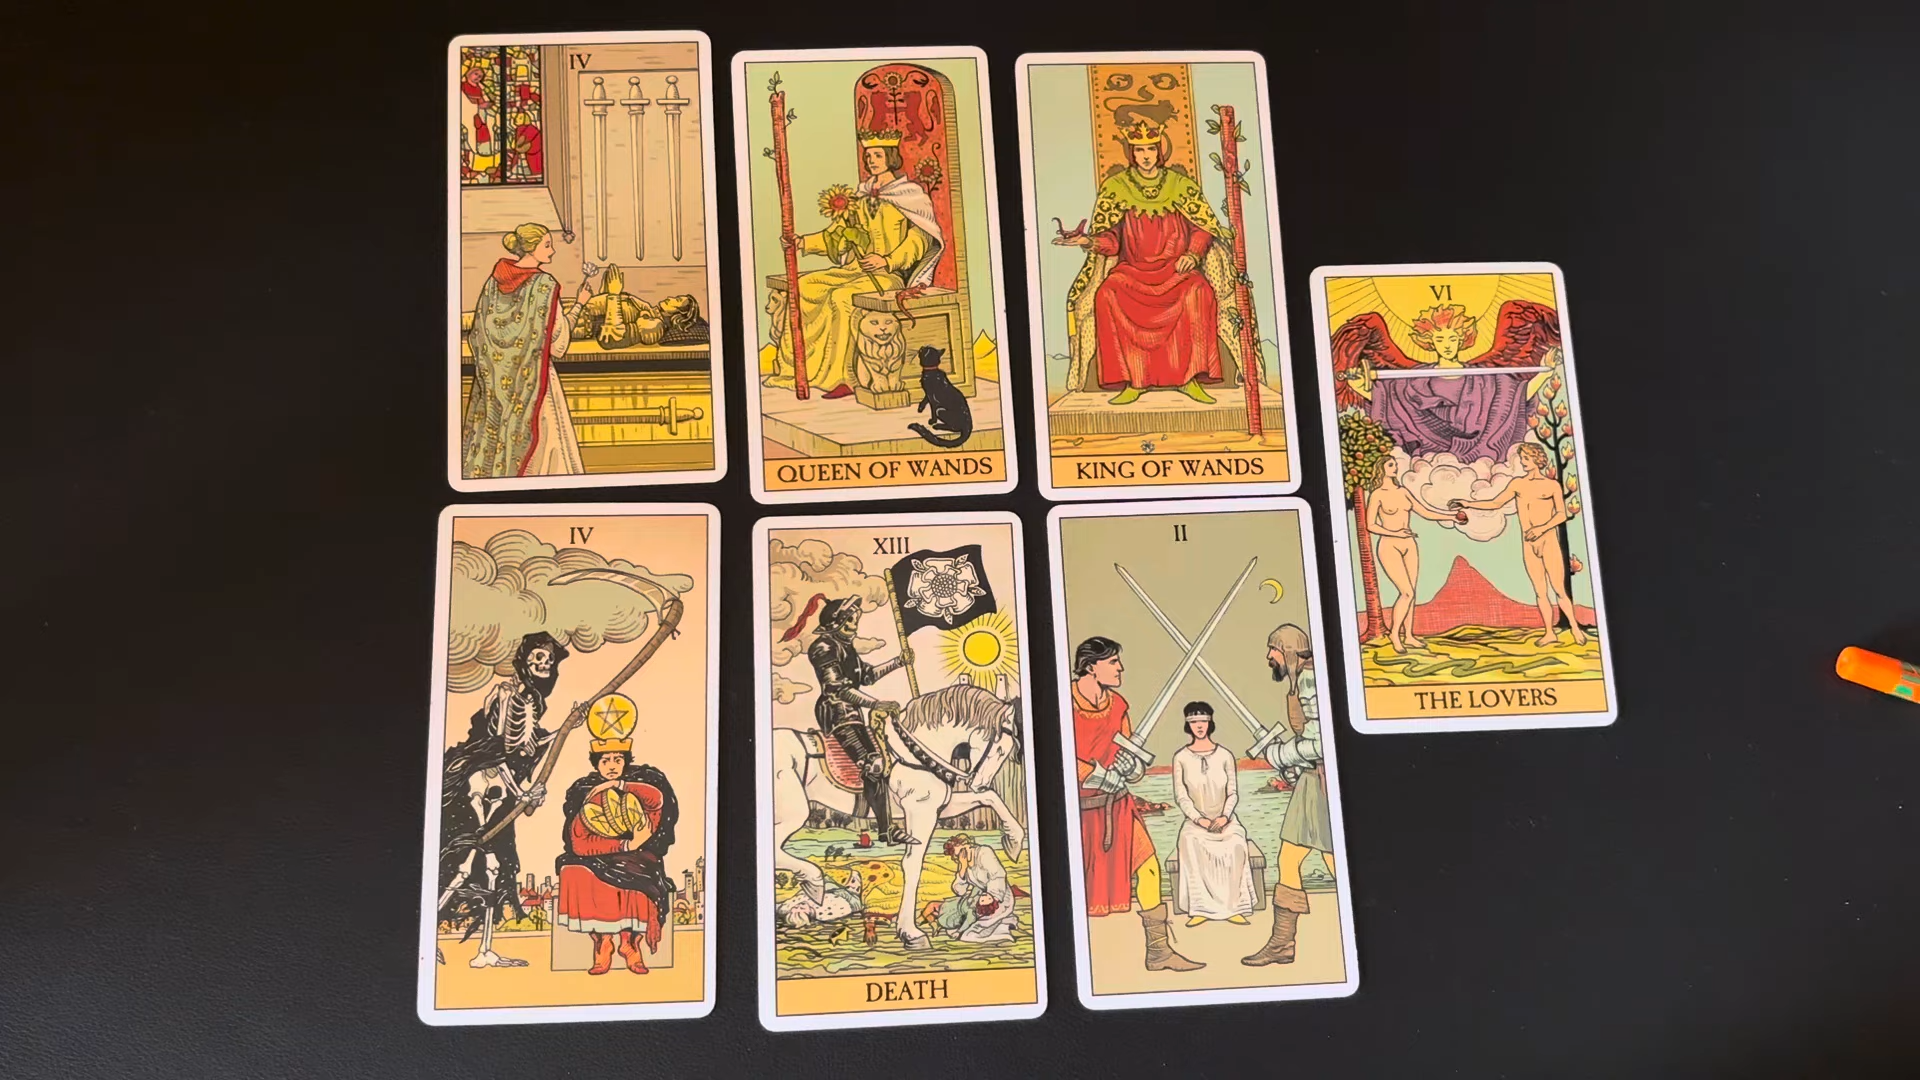 IV
QUEEN OF WANDS
KING OF WANDS
VI
THE LOVERS
IV
XIII
DEATH
II